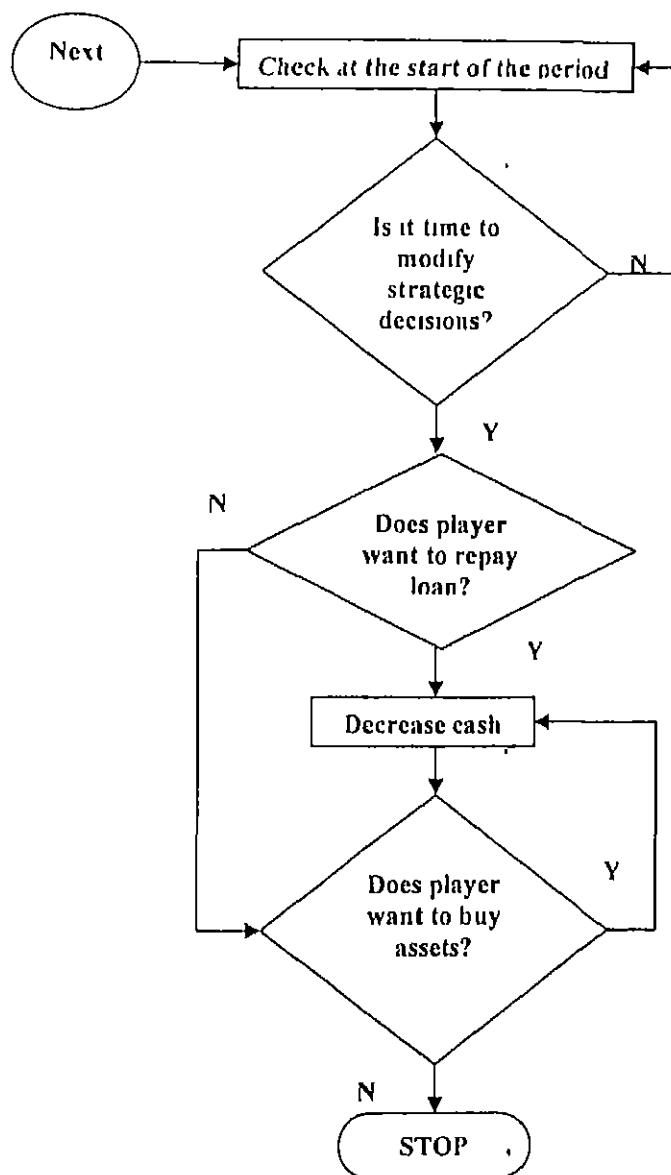 Next
Check at the start of the period
Is it time to
modify
strategic
decisions?
N
Y
N
Does player
want to repay
loan?
Y
Decrease cash
Does player
want to buy
assets?
Y
N
STOP